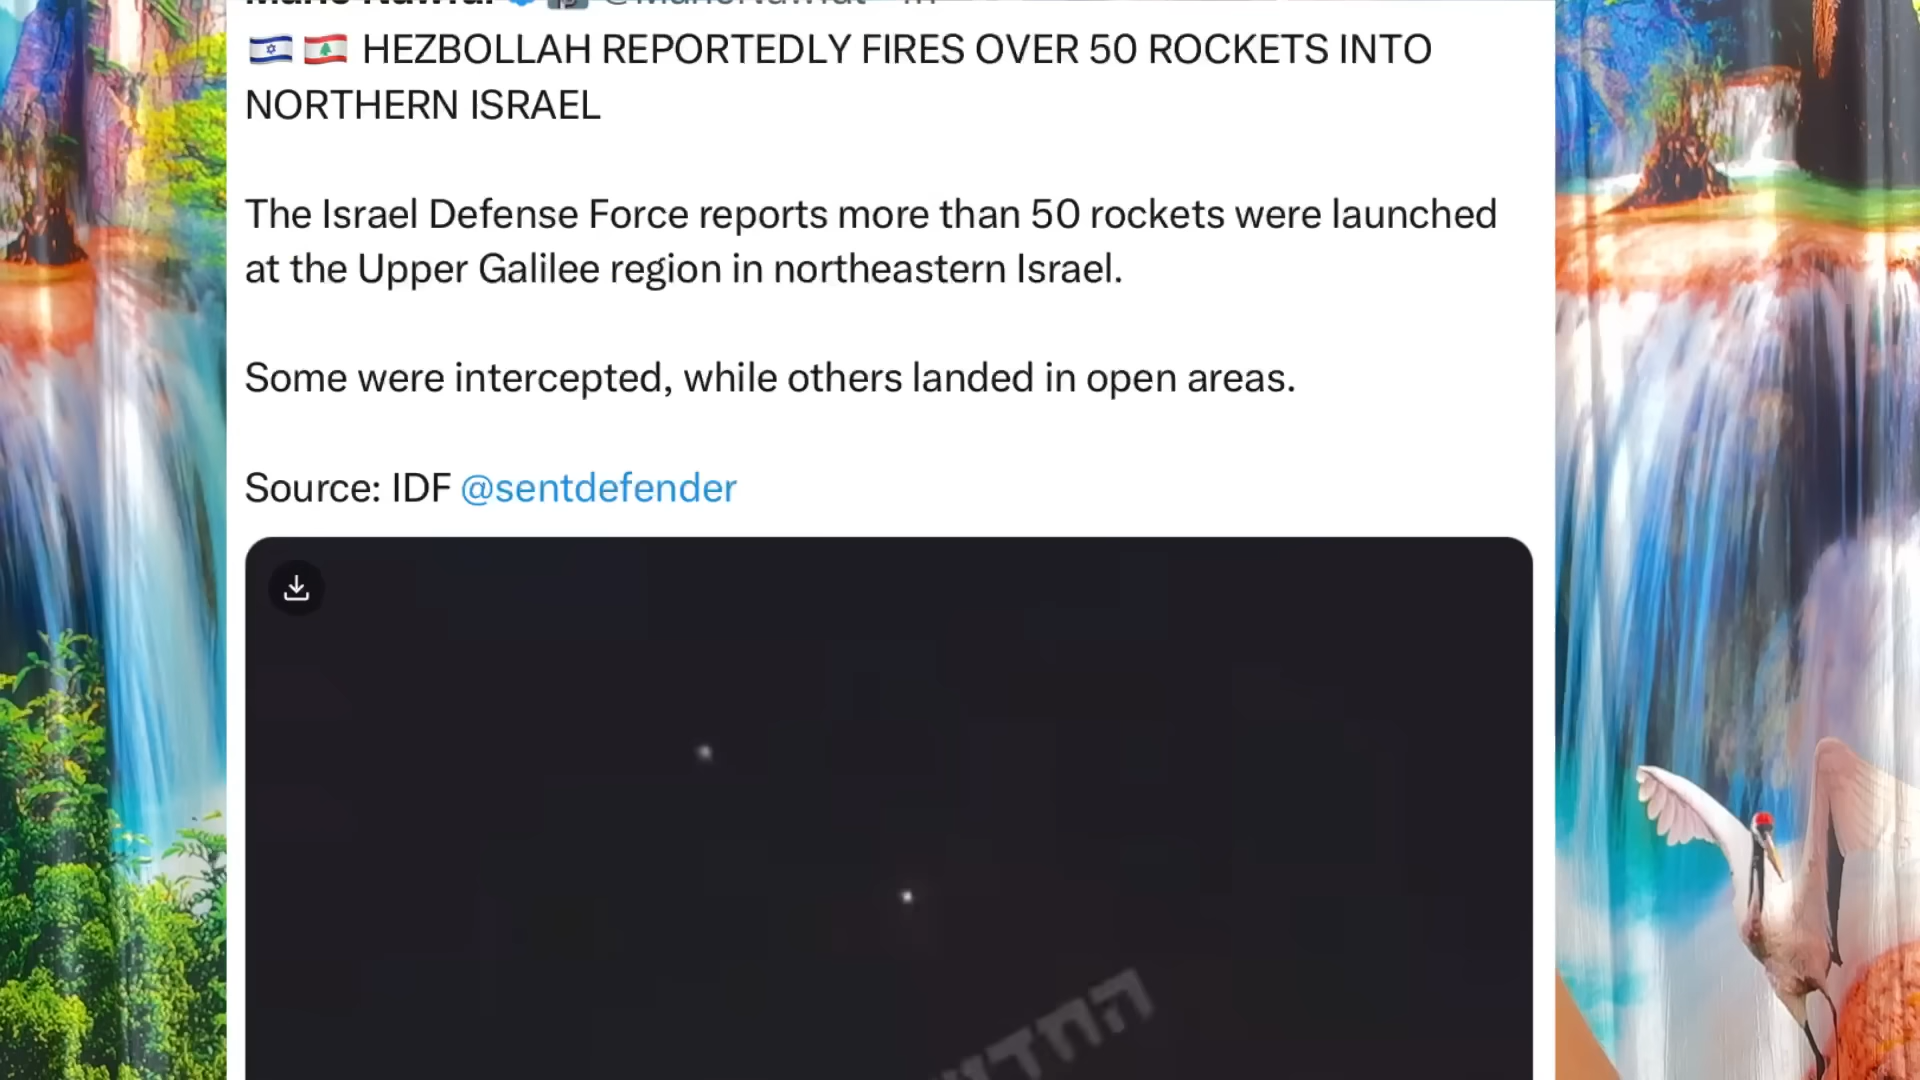 🇮🇱 🇱🇧 HEZBOLLAH REPORTEDLY FIRES OVER 50 ROCKETS INTO
NORTHERN ISRAEL
The Israel Defense Force reports more than 50 rockets were launched
at the Upper Galilee region in northeastern Israel.
Some were intercepted, while others landed in open areas.
Source: IDF @sentdefender